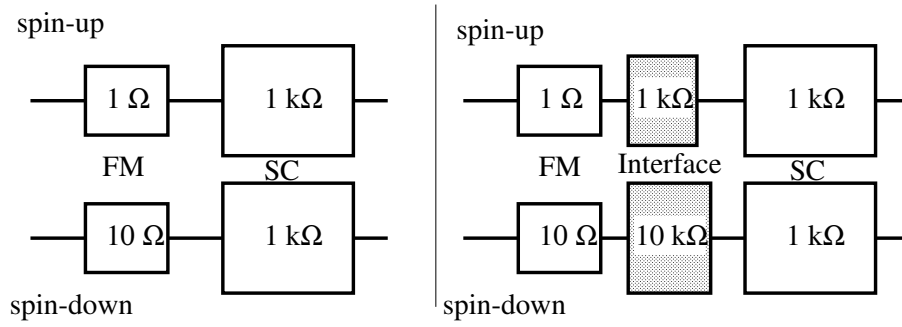 spin-up
1 Ω
1 kΩ
FM
SC
10 Ω
1 kΩ
spin-down
spin-up
1 Ω
1 kΩ
1 kΩ
FM
Interface
SC
10 Ω
10 kΩ
1 kΩ
spin-down